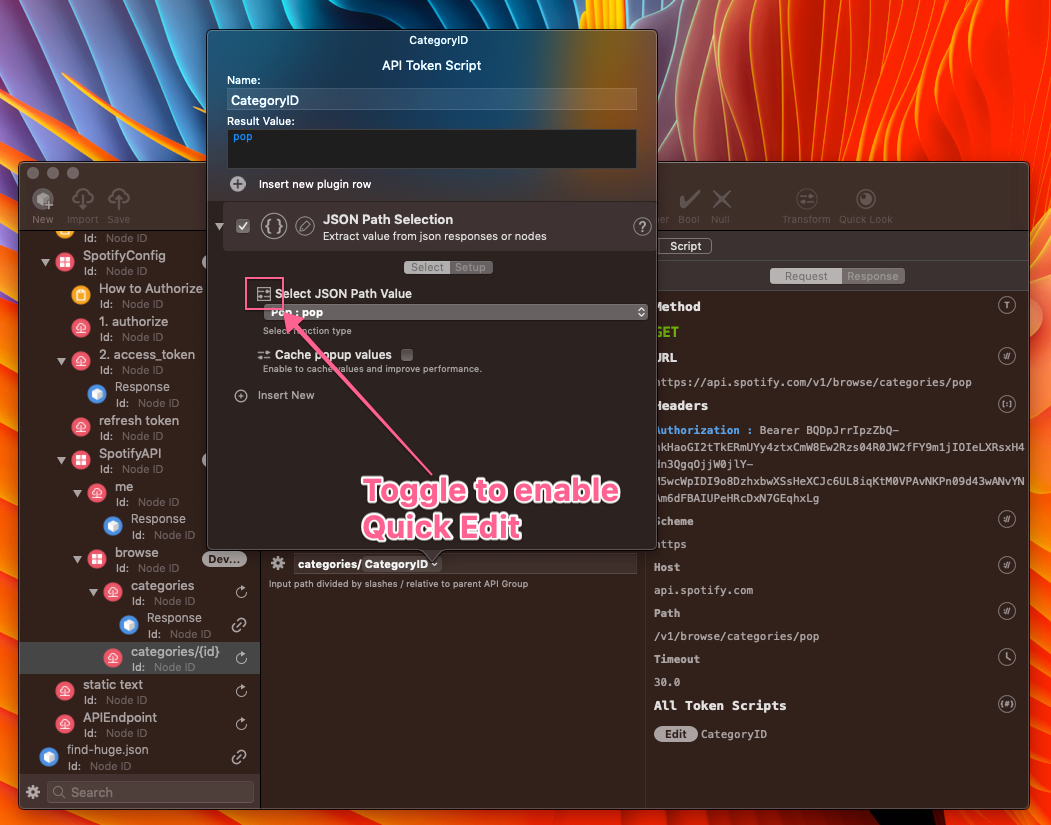 CategoryID
API Token Script
Name:
CategoryID
Result Value:
pop
Insert new plugin row
JSON Path Selection
Extract value from json responses or nodes
?
Select Setup
Select JSON Path Value
Pop : pop
Select function type
Cache popup values
Enable to cache values and improve performance.
Insert New
Toggle to enable
Quick Edit
categories/ CategoryID
Input path divided by slashes / relative to parent API Group
New Import Save
Bool Null Transform Quick Look
Id: Node ID
SpotifyConfig
Id: Node ID
How to Authorize
Id: Node ID
1. authorize
Id: Node ID
2. access_token
Id: Node ID
Response
Id: Node ID
refresh token
Id: Node ID
SpotifyAPI
Id: Node ID
me
Id: Node ID
Response
Id: Node ID
browse
Id: Node ID
Dev...
categories
Id: Node ID
Response
Id: Node ID
categories/{id}
Id: Node ID
static text
Id: Node ID
APIEndpoint
Id: Node ID
find-huge.json
Id: Node ID
Search
Script
Request Response
Method
GET
URL
https://api.spotify.com/v1/browse/categories/pop
Headers
Authorization : Bearer BQDpJrrIpzZbQ-
hkHaoGI2tTkERmUYy4ztxCmW8Ew2Rzs04R0JW2fFY9m1jIOIeLXRsxH4
dn3QgqOjjW0jlY-
M5wcWpIDI9o8DzhxbwXSsHeXCJc6UL8iqKtM0VPAvNKPn09d43wANvYN
Am6dFBAIUPeHRcDxN7GEqhxLg
Scheme
https
Host
api.spotify.com
Path
/v1/browse/categories/pop
Timeout
30.0
All Token Scripts
Edit CategoryID